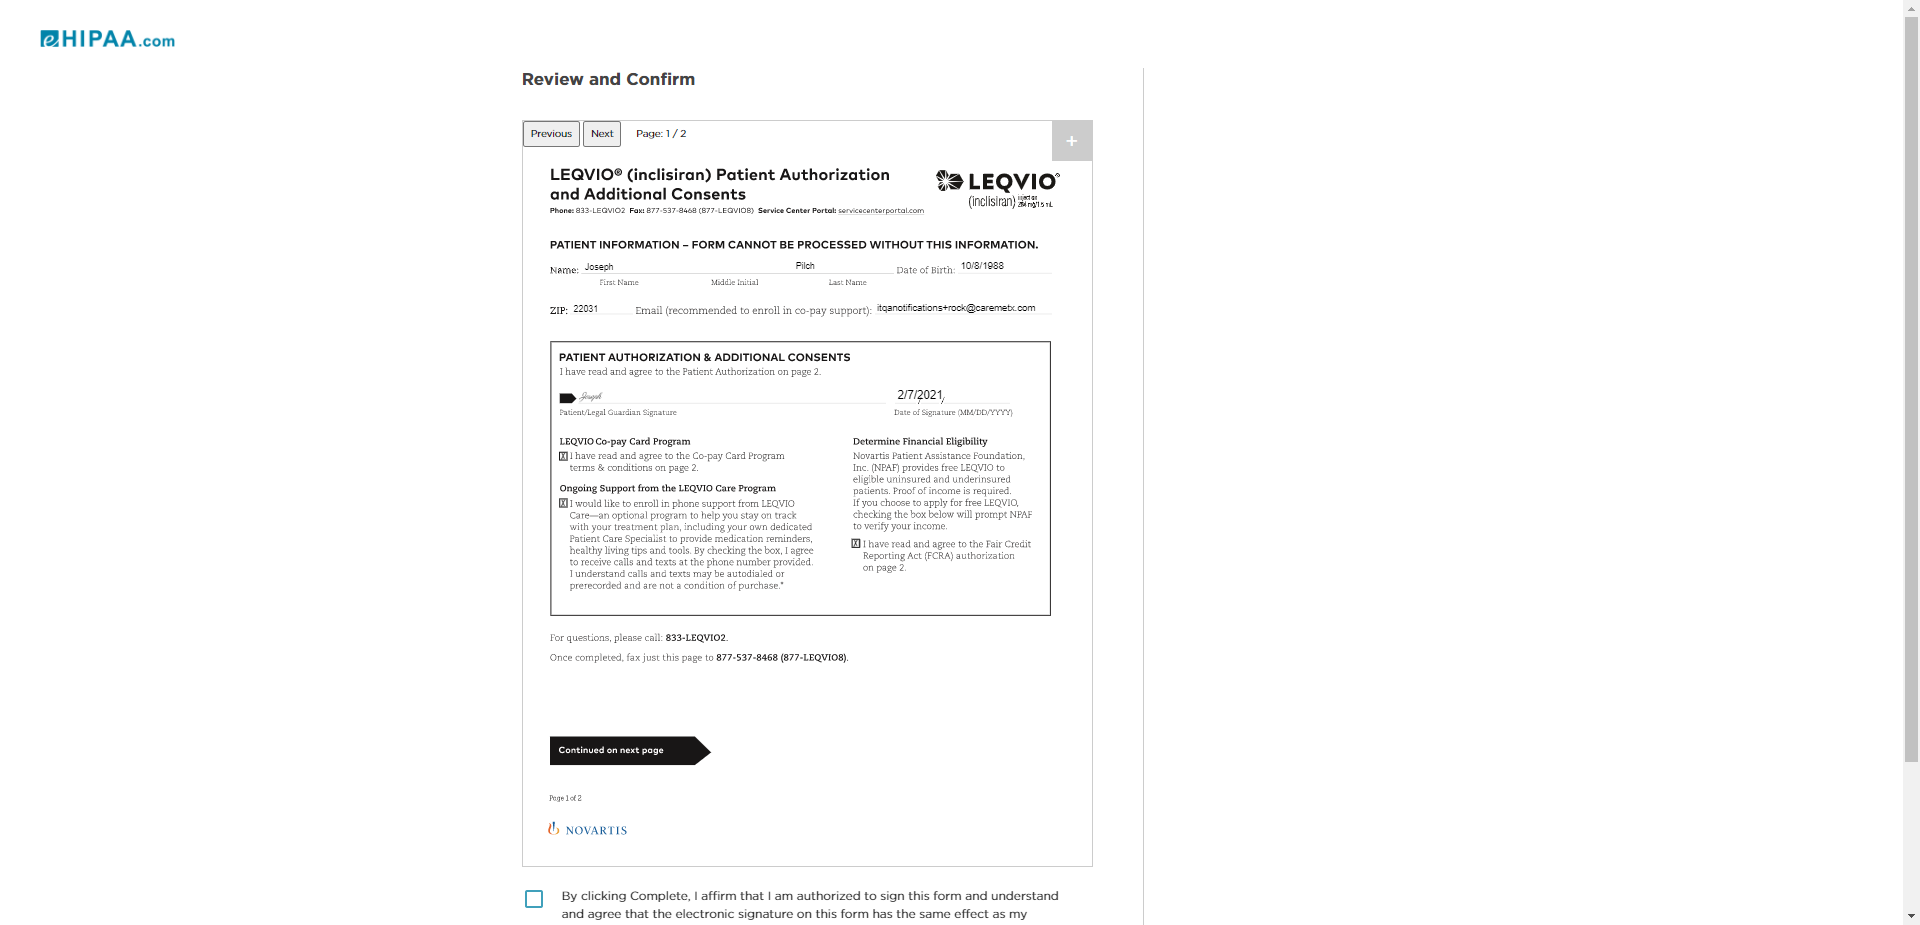 eHIPAA.com
Review and Confirm
Previous Next Page: 1 / 2
+
LEQVIO® (inclisiran) Patient Authorization
and Additional Consents
LEQVIO®
(inclisiran) injection
284 mg/1.5 mL
Phone: 833-LEQVIO2 Fax: 877-537-8468 (877-LEQVIO8) Service Center Portal: servicecenterportal.com
PATIENT INFORMATION – FORM CANNOT BE PROCESSED WITHOUT THIS INFORMATION.
Name: Joseph Pilch Date of Birth: 10/8/1988
First Name Middle Initial Last Name
ZIP: 22031 Email (recommended to enroll in co-pay support): itqanotifications+rook@caremetx.com
PATIENT AUTHORIZATION & ADDITIONAL CONSENTS
I have read and agree to the Patient Authorization on page 2.
Joseph 2/7/2021
Patient/Legal Guardian Signature Date of Signature (MM/DD/YYYY)
LEQVIO Co-pay Card Program
X I have read and agree to the Co-pay Card Program
terms & conditions on page 2.
Ongoing Support from the LEQVIO Care Program
X I would like to enroll in phone support from LEQVIO
Care—an optional program to help you stay on track
with your treatment plan, including your own dedicated
Patient Care Specialist to provide medication reminders,
healthy living tips and tools. By checking the box, I agree
to receive calls and texts at the phone number provided.
I understand calls and texts may be autodialed or
prerecorded and are not a condition of purchase.*
Determine Financial Eligibility
Novartis Patient Assistance Foundation,
Inc. (NPAF) provides free LEQVIO to
eligible uninsured and underinsured
patients. Proof of income is required.
If you choose to apply for free LEQVIO,
checking the box below will prompt NPAF
to verify your income.
X I have read and agree to the Fair Credit
Reporting Act (FCRA) authorization
on page 2.
For questions, please call: 833-LEQVIO2.
Once completed, fax just this page to 877-537-8468 (877-LEQVIO8).
Continued on next page
Page 1 of 2
NOVARTIS
By clicking Complete, I affirm that I am authorized to sign this form and understand
and agree that the electronic signature on this form has the same effect as my